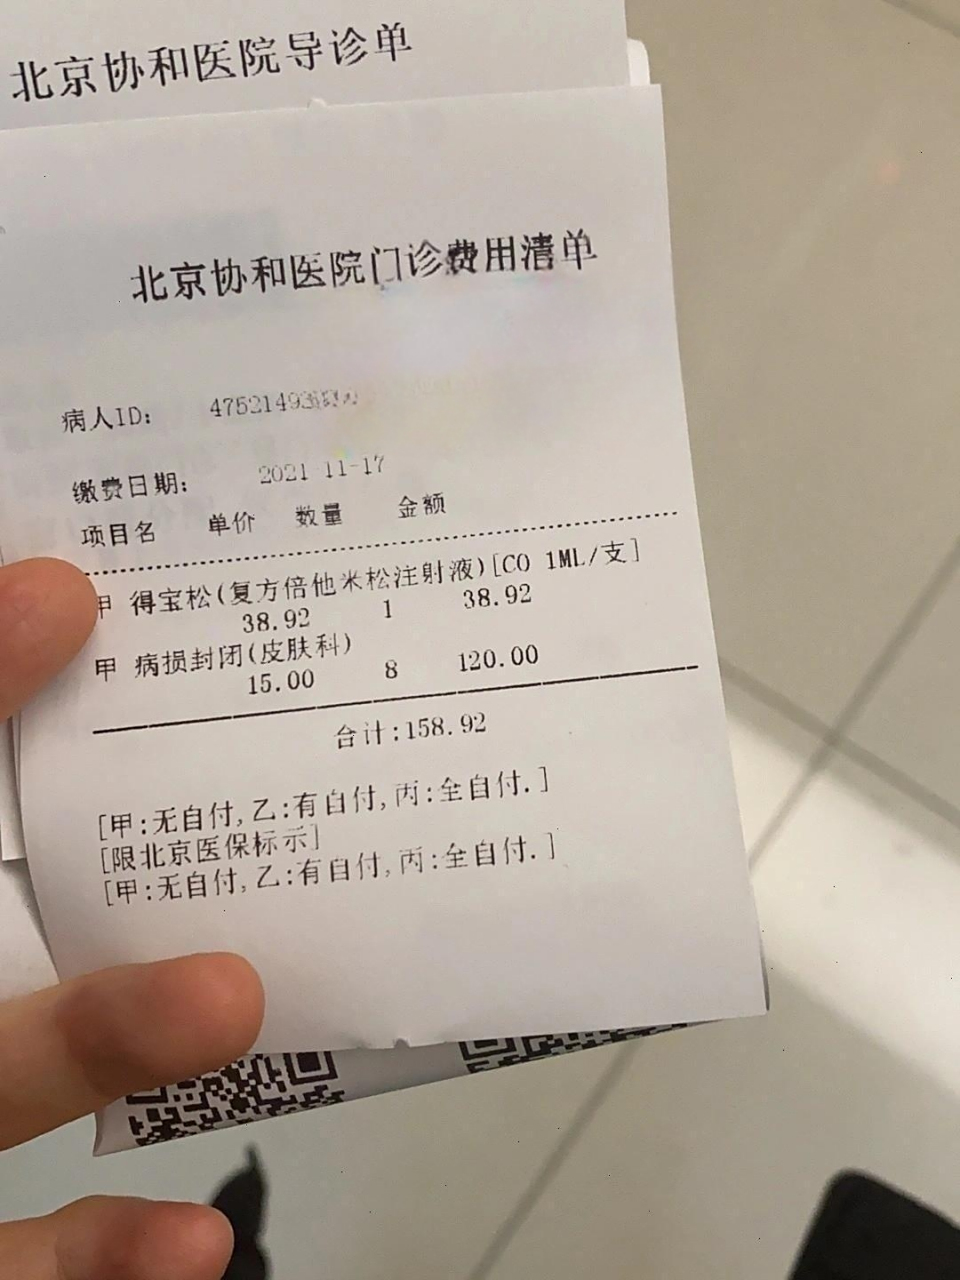 北京协和医院导诊单
北京协和医院门诊费用清单
病人ID:
缴费日期: 2021-11-17
项目名 单价 数量 金额
甲 得宝松(复方倍他米松注射液)[CO 1ML/支]
38.92 1 38.92
甲 病损封闭(皮肤科)
15.00 8 120.00
合计:158.92
[甲:无自付,乙:有自付,丙:全自付.]
[限北京医保标示]
[甲:无自付,乙:有自付,丙:全自付.]